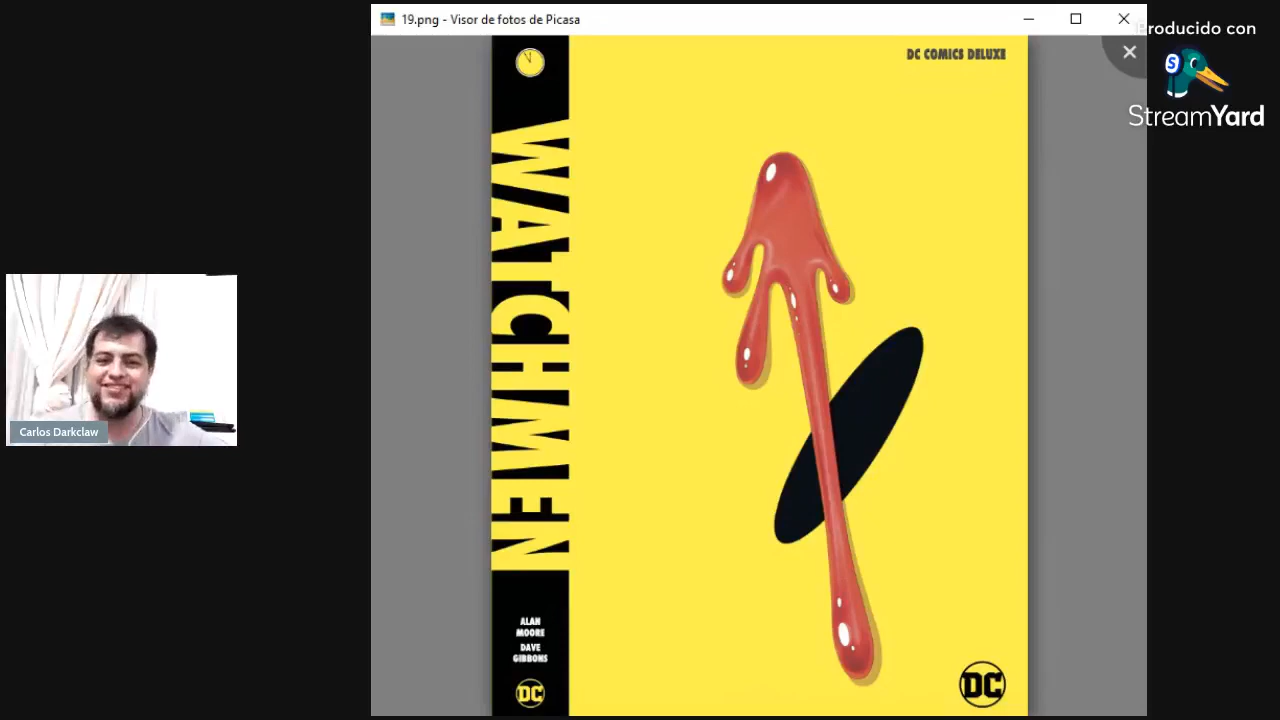 19.png - Visor de fotos de Picasa
Producido con
StreamYard
DC COMICS DELUXE
WATCHMEN
ALAN
MOORE
DAVE
GIBBONS
DC
DC
Carlos Darkclaw